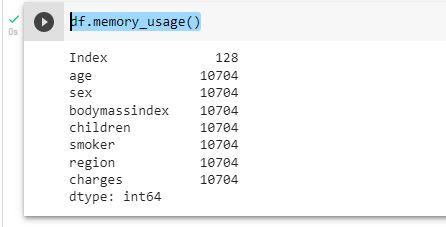 df.memory_usage()
0s
Index 128
age 10704
sex 10704
bodymassindex 10704
children 10704
smoker 10704
region 10704
charges 10704
dtype: int64